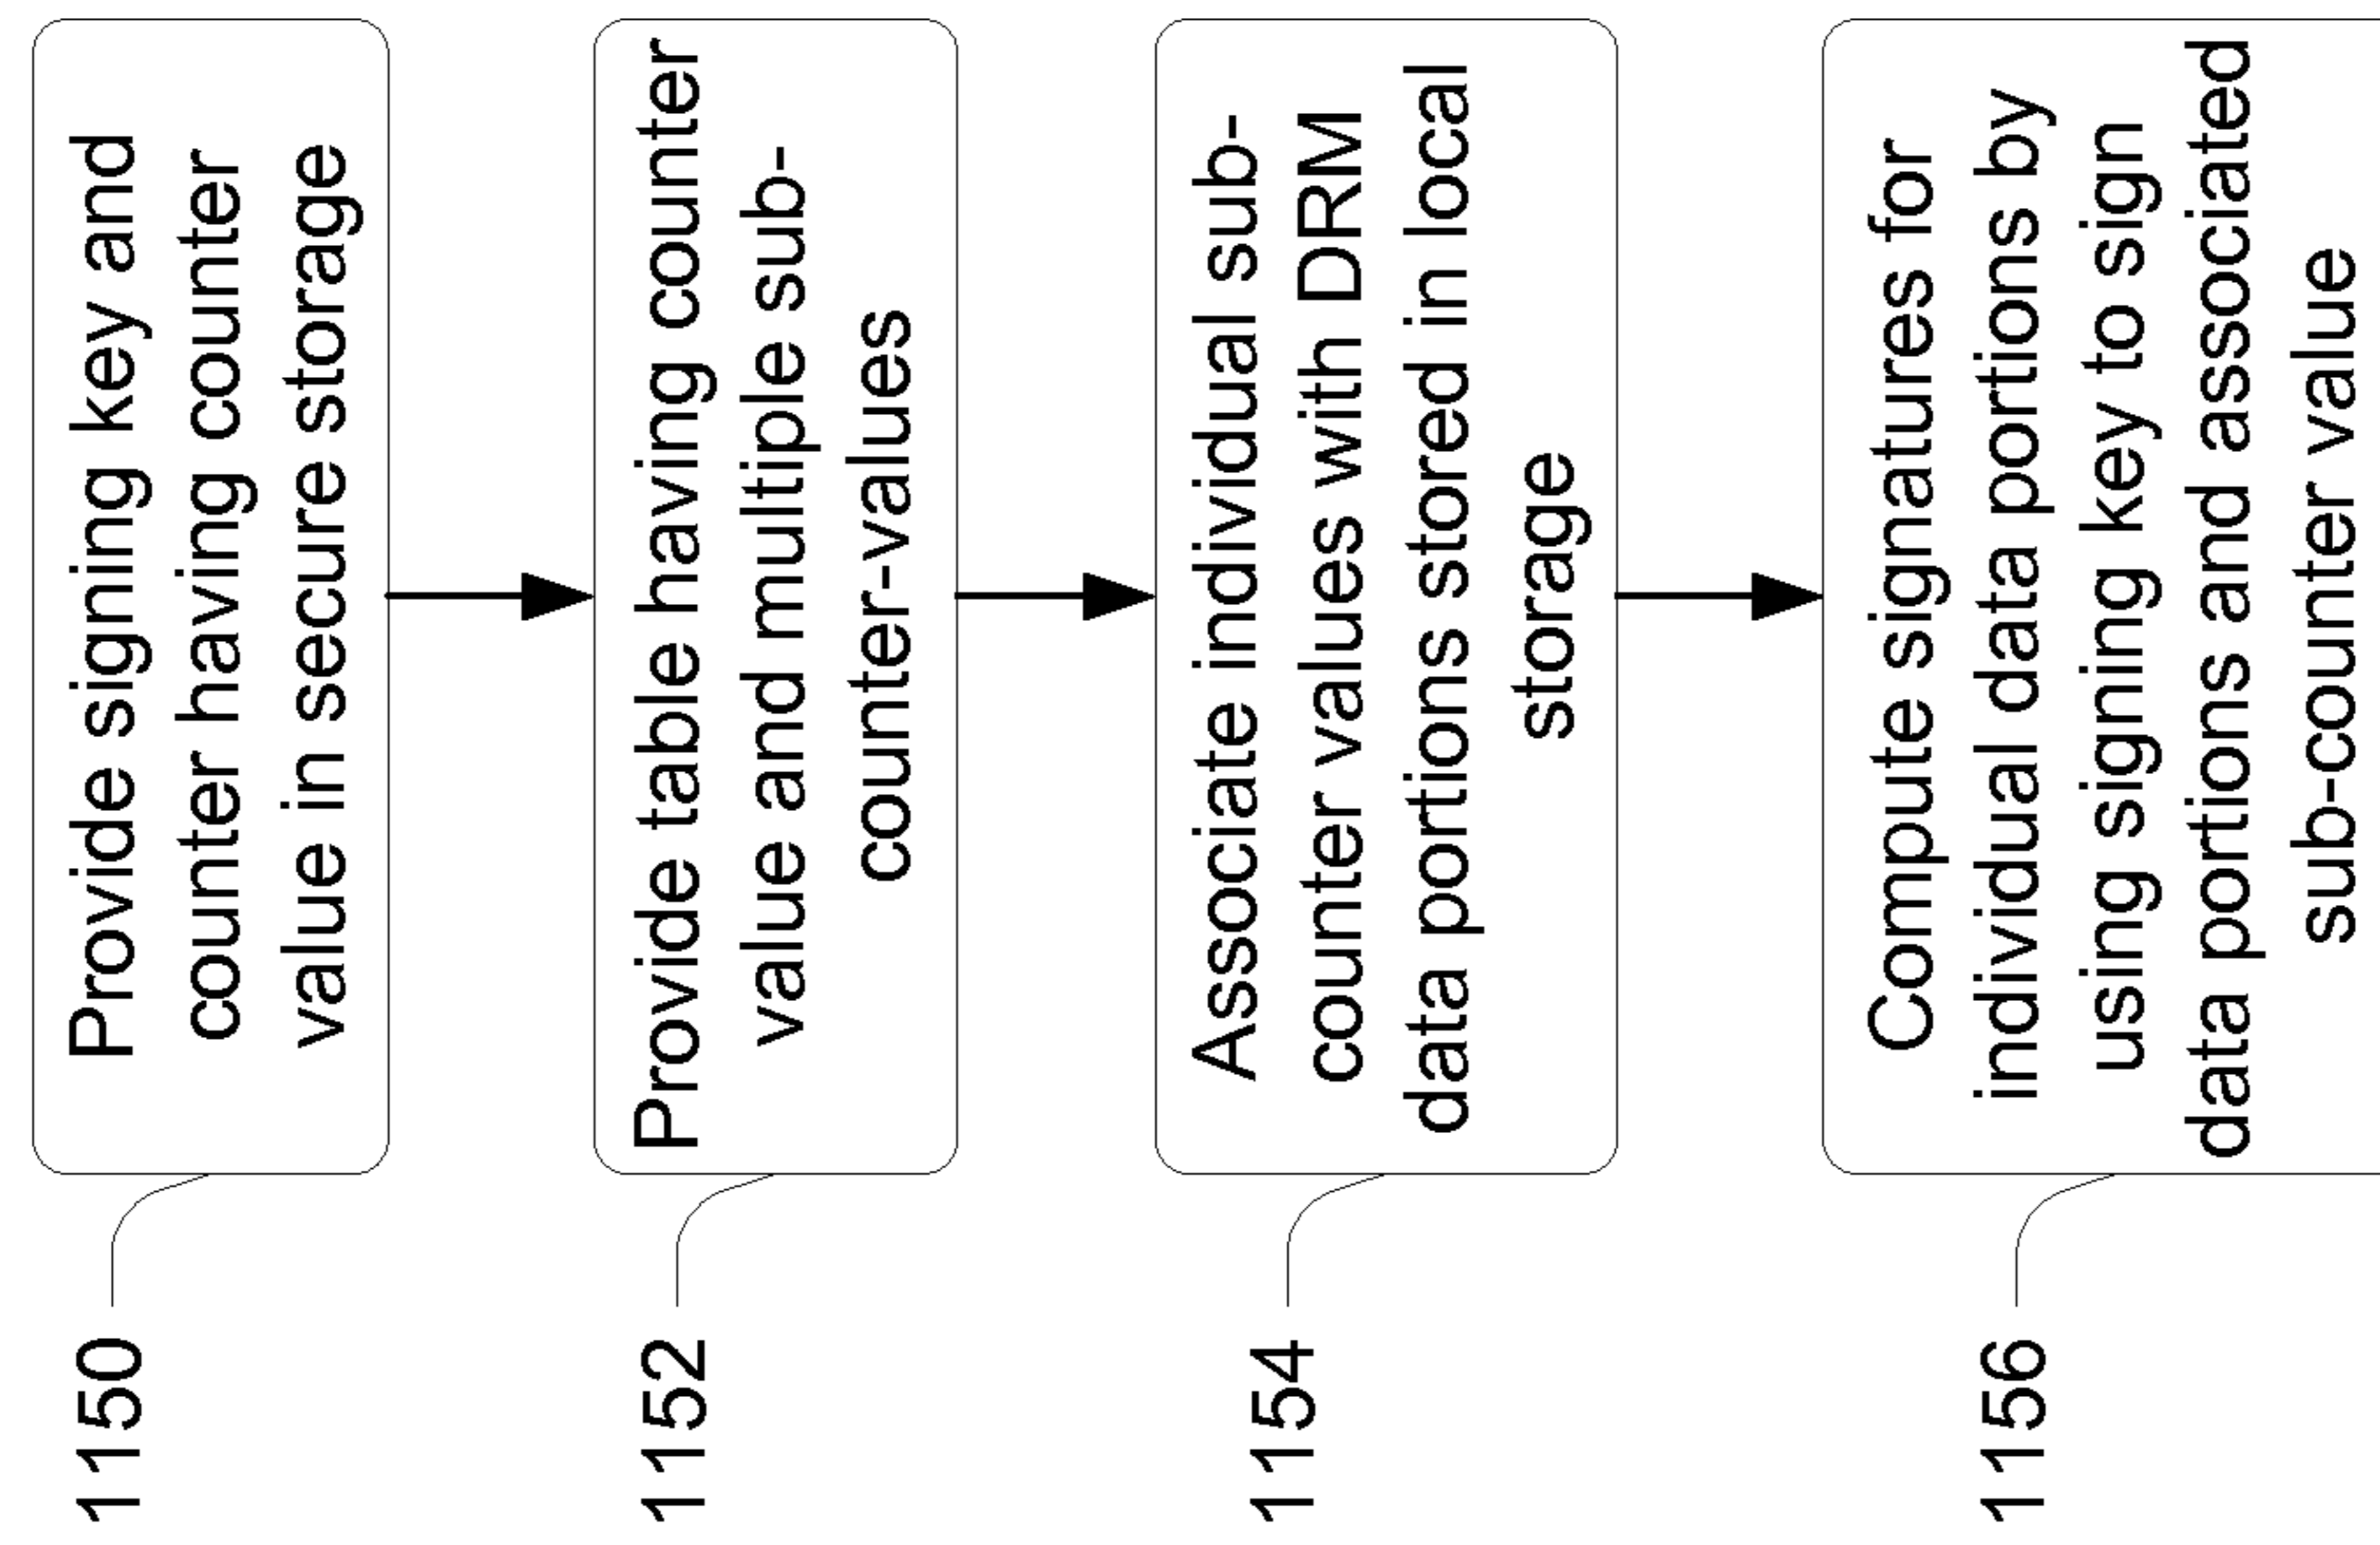 1150
Provide signing key and
counter having counter
value in secure storage
1152
Provide table having counter
value and multiple sub-
counter-values
1154
Associate individual sub-
counter values with DRM
data portions stored in local
storage
1156
Compute signatures for
individual data portions by
using signing key to sign
data portions and associated
sub-counter value